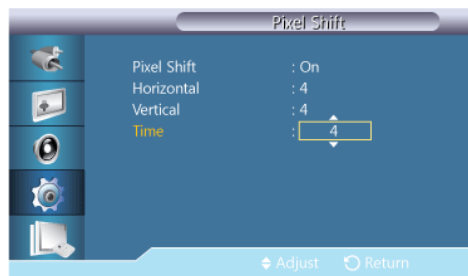 Pixel Shift
Pixel Shift : On
Horizontal : 4
Vertical : 4
Time : 4
Adjust Return